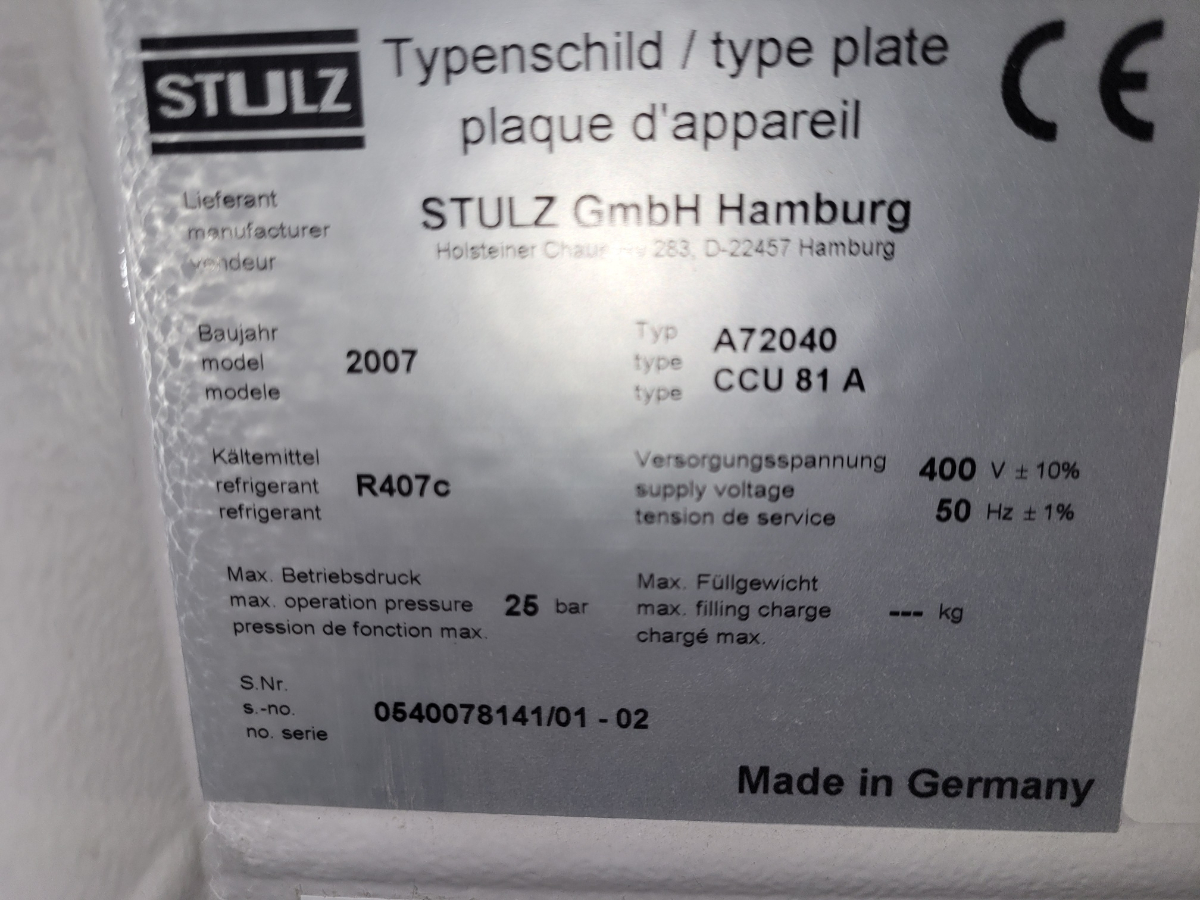 STULZ
Typenschild / type plate
plaque d'appareil
CE
Lieferant
manufacturer
vendeur
STULZ GmbH Hamburg
Holsteiner 283, D-22457 Hamburg
Baujahr
model
modele
2007
Typ
type
type
A72040
CCU 81 A
Kältemittel
refrigerant
refrigerant
R407c
Versorgungsspannung
supply voltage
tension de service
400 V ± 10%
50 Hz ± 1%
Max. Betriebsdruck
max. operation pressure
pression de fonction max.
25 bar
Max. Füllgewicht
max. filling charge
chargé max.
--- kg
S.Nr.
s.-no.
no. serie
0540078141/01 - 02
Made in Germany